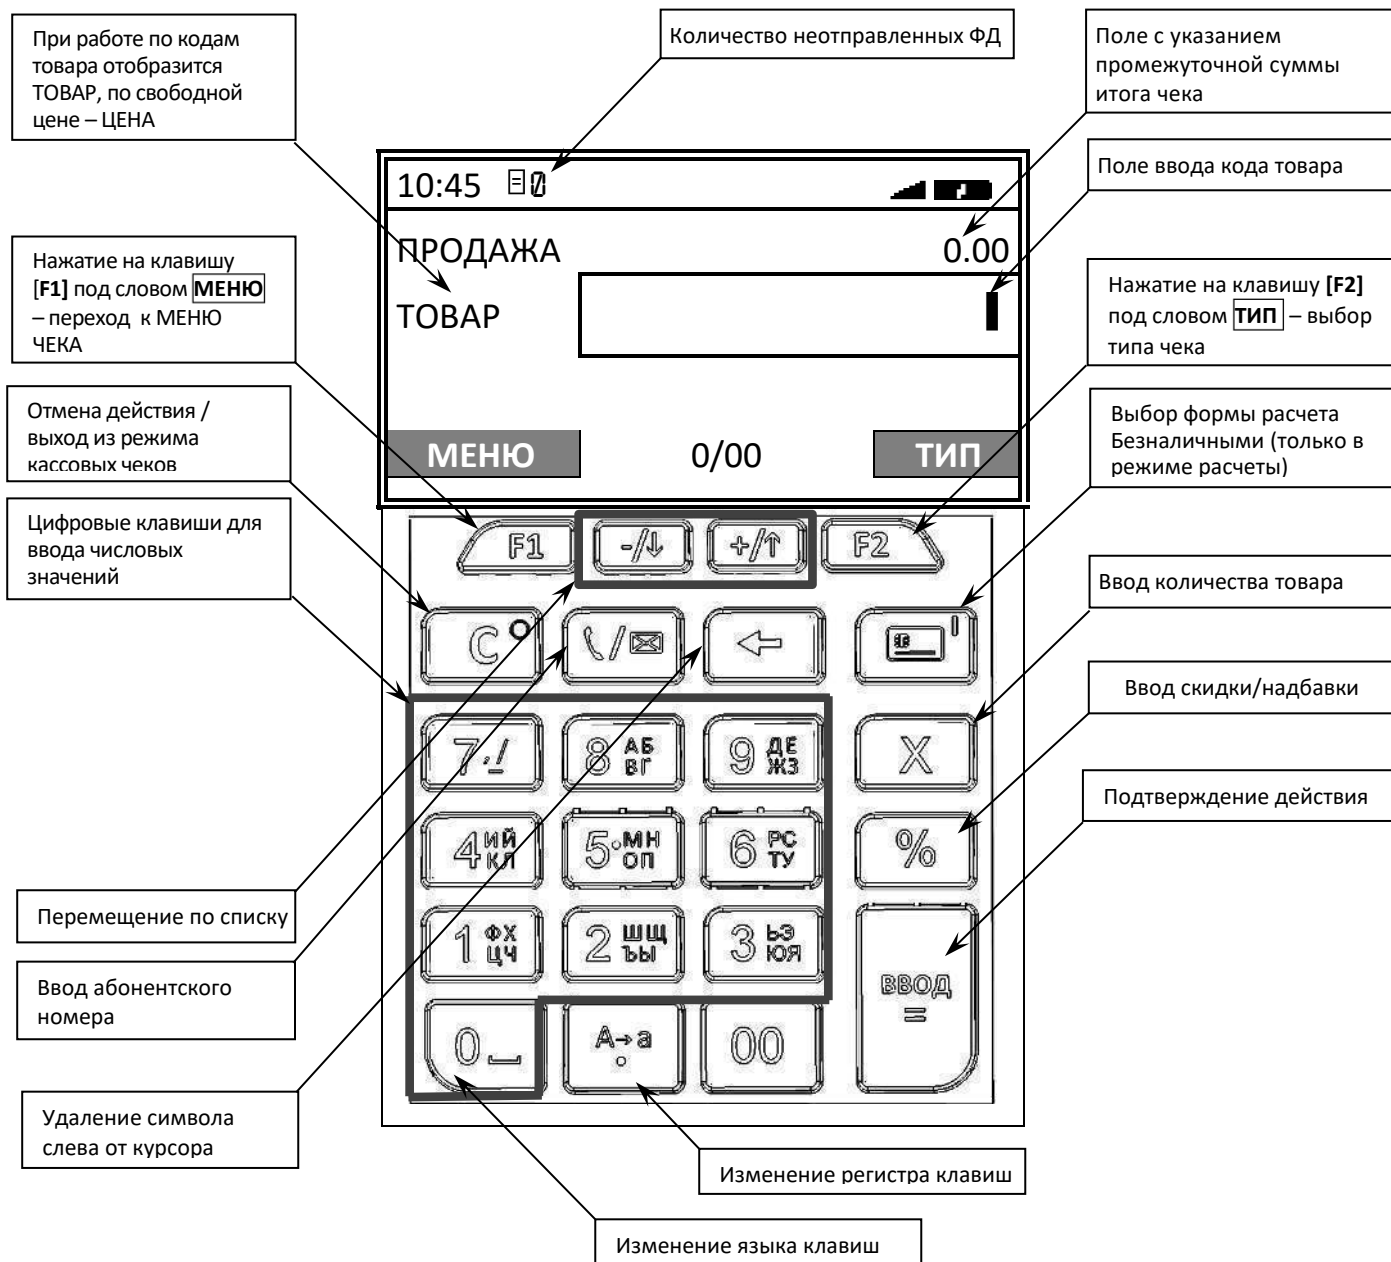 При работе по кодам
товара отобразится
ТОВАР, по свободной
цене – ЦЕНА
Количество неотправленных ФД
Поле с указанием
промежуточной суммы
итога чека
Поле ввода кода товара
10:45 0
ПРОДАЖА 0.00
ТОВАР
МЕНЮ 0/00 ТИП
Нажатие на клавишу
[F1] под словом МЕНЮ
– переход к МЕНЮ
ЧЕКА
Нажатие на клавишу [F2]
под словом ТИП – выбор
типа чека
Отмена действия /
выход из режима
кассовых чеков
Выбор формы расчета
Безналичными (только в
режиме расчеты)
Цифровые клавиши для
ввода числовых
значений
Ввод количества товара
Ввод скидки/надбавки
Подтверждение действия
F1 -/↓ +/↑ F2
C
7 ,/ 8 АБ ВГ 9 ДЕ ЖЗ X
4 ИЙ КЛ 5 МН ОП 6 РС ТУ %
1 ФХ ЦЧ 2 ШЩ ЪЫ 3 ЬЭ ЮЯ
ВВОД
=
0 A→a 00
Перемещение по списку
Ввод абонентского
номера
Удаление символа
слева от курсора
Изменение регистра клавиш
Изменение языка клавиш